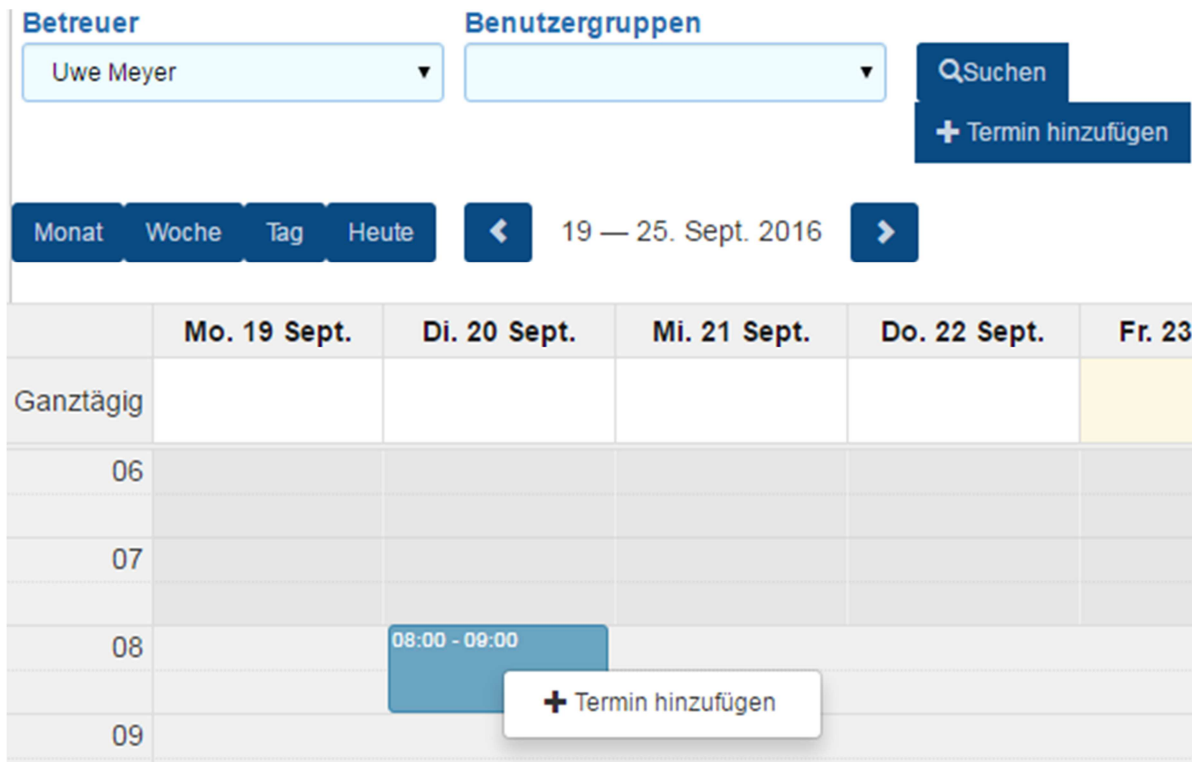 Betreuer Benutzergruppen
Uwe Meyer Suchen
Termin hinzufügen
Monat Woche Tag Heute 19 — 25. Sept. 2016
Mo. 19 Sept. Di. 20 Sept. Mi. 21 Sept. Do. 22 Sept. Fr. 23
Ganztägig
06
07
08 08:00 - 09:00
Termin hinzufügen
09